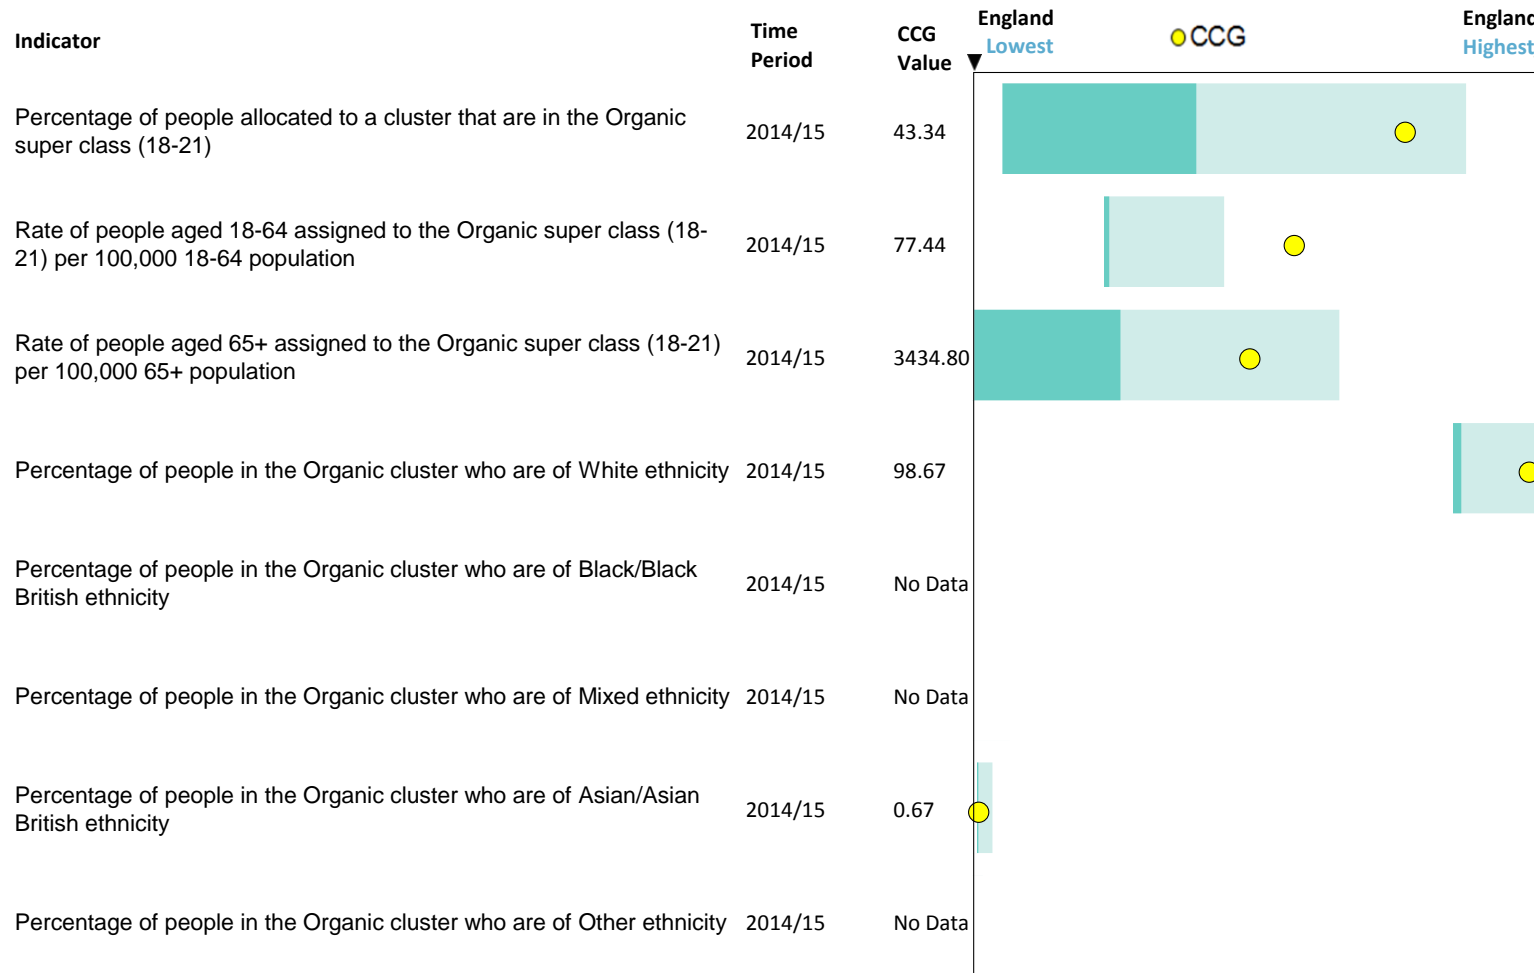 Indicator
Time
Period
CCG
Value
England
Lowest
CCG
England
Highest
Percentage of people allocated to a cluster that are in the Organic
super class (18-21)
2014/15
43.34
Rate of people aged 18-64 assigned to the Organic super class (18-
21) per 100,000 18-64 population
2014/15
77.44
Rate of people aged 65+ assigned to the Organic super class (18-21)
per 100,000 65+ population
2014/15
3434.80
Percentage of people in the Organic cluster who are of White ethnicity
2014/15
98.67
Percentage of people in the Organic cluster who are of Black/Black
British ethnicity
2014/15
No Data
Percentage of people in the Organic cluster who are of Mixed ethnicity
2014/15
No Data
Percentage of people in the Organic cluster who are of Asian/Asian
British ethnicity
2014/15
0.67
Percentage of people in the Organic cluster who are of Other ethnicity
2014/15
No Data